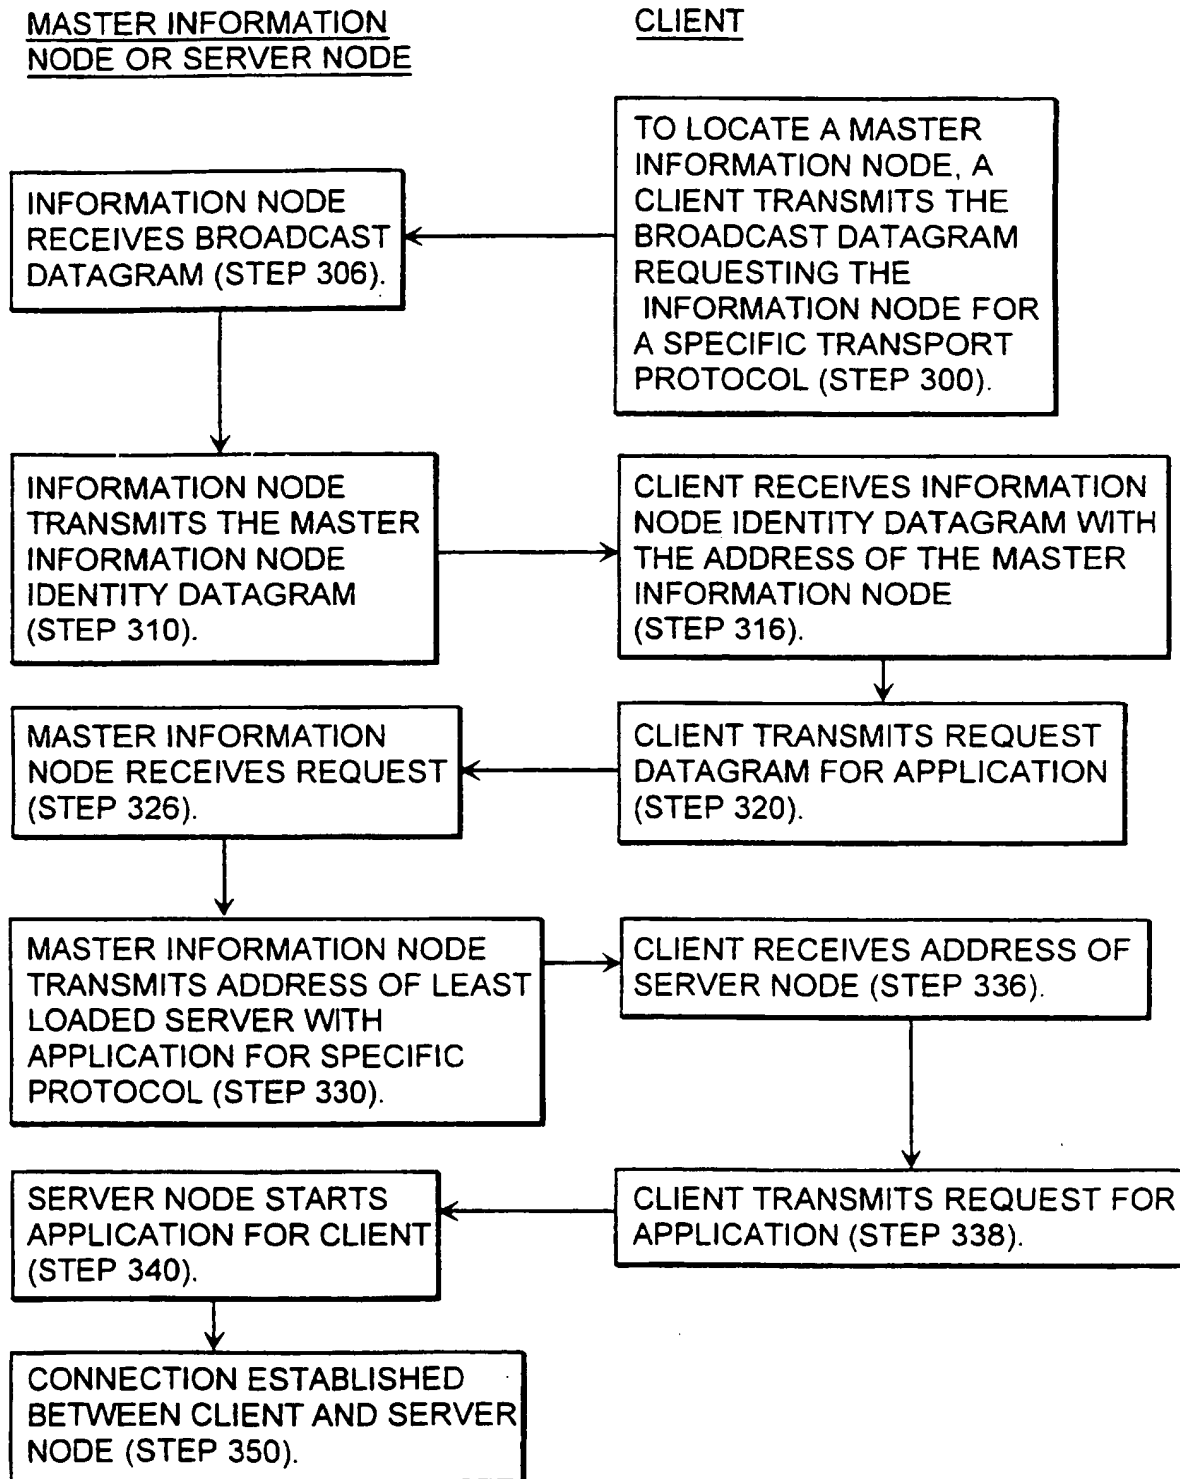 MASTER INFORMATION
NODE OR SERVER NODE
CLIENT
TO LOCATE A MASTER
INFORMATION NODE, A
CLIENT TRANSMITS THE
BROADCAST DATAGRAM
REQUESTING THE
INFORMATION NODE FOR
A SPECIFIC TRANSPORT
PROTOCOL (STEP 300).
INFORMATION NODE
RECEIVES BROADCAST
DATAGRAM (STEP 306).
INFORMATION NODE
TRANSMITS THE MASTER
INFORMATION NODE
IDENTITY DATAGRAM
(STEP 310).
CLIENT RECEIVES INFORMATION
NODE IDENTITY DATAGRAM WITH
THE ADDRESS OF THE MASTER
INFORMATION NODE
(STEP 316).
CLIENT TRANSMITS REQUEST
DATAGRAM FOR APPLICATION
(STEP 320).
MASTER INFORMATION
NODE RECEIVES REQUEST
(STEP 326).
MASTER INFORMATION NODE
TRANSMITS ADDRESS OF LEAST
LOADED SERVER WITH
APPLICATION FOR SPECIFIC
PROTOCOL (STEP 330).
CLIENT RECEIVES ADDRESS OF
SERVER NODE (STEP 336).
CLIENT TRANSMITS REQUEST FOR
APPLICATION (STEP 338).
SERVER NODE STARTS
APPLICATION FOR CLIENT
(STEP 340).
CONNECTION ESTABLISHED
BETWEEN CLIENT AND SERVER
NODE (STEP 350).